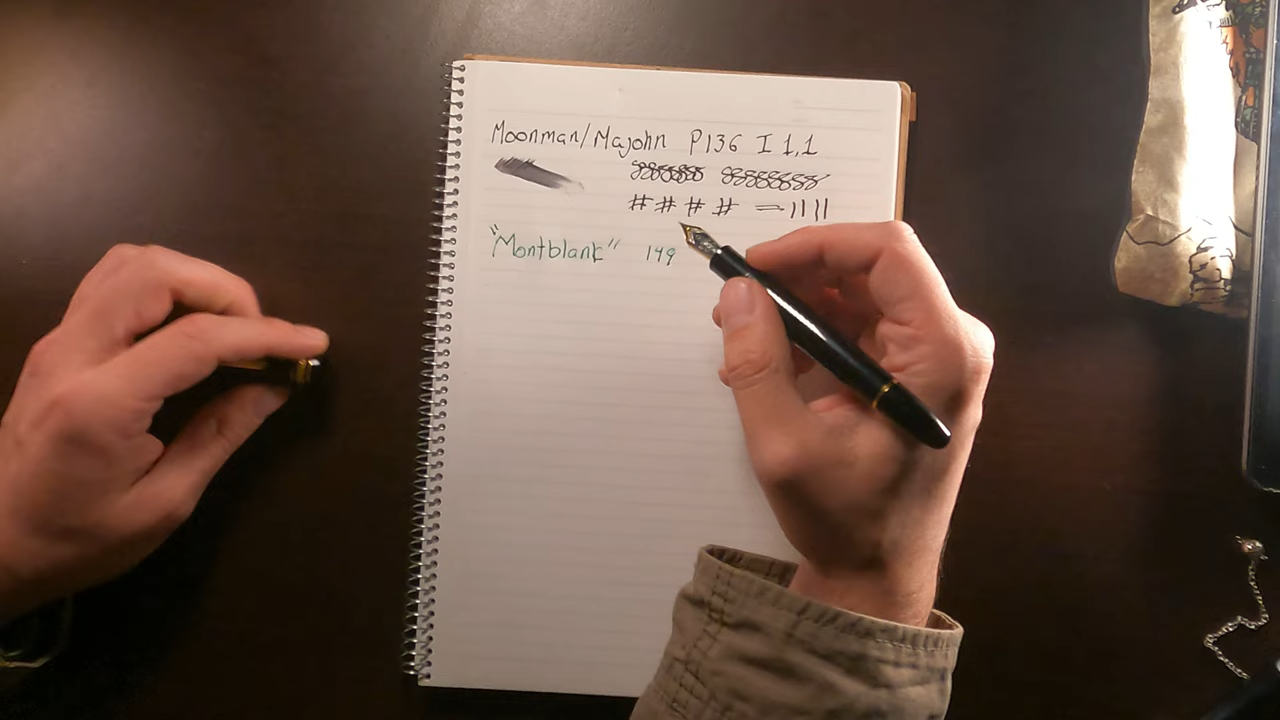 Moonman/Majohn P136 I 1,1
# # # # = ||||
"Montblank" 149